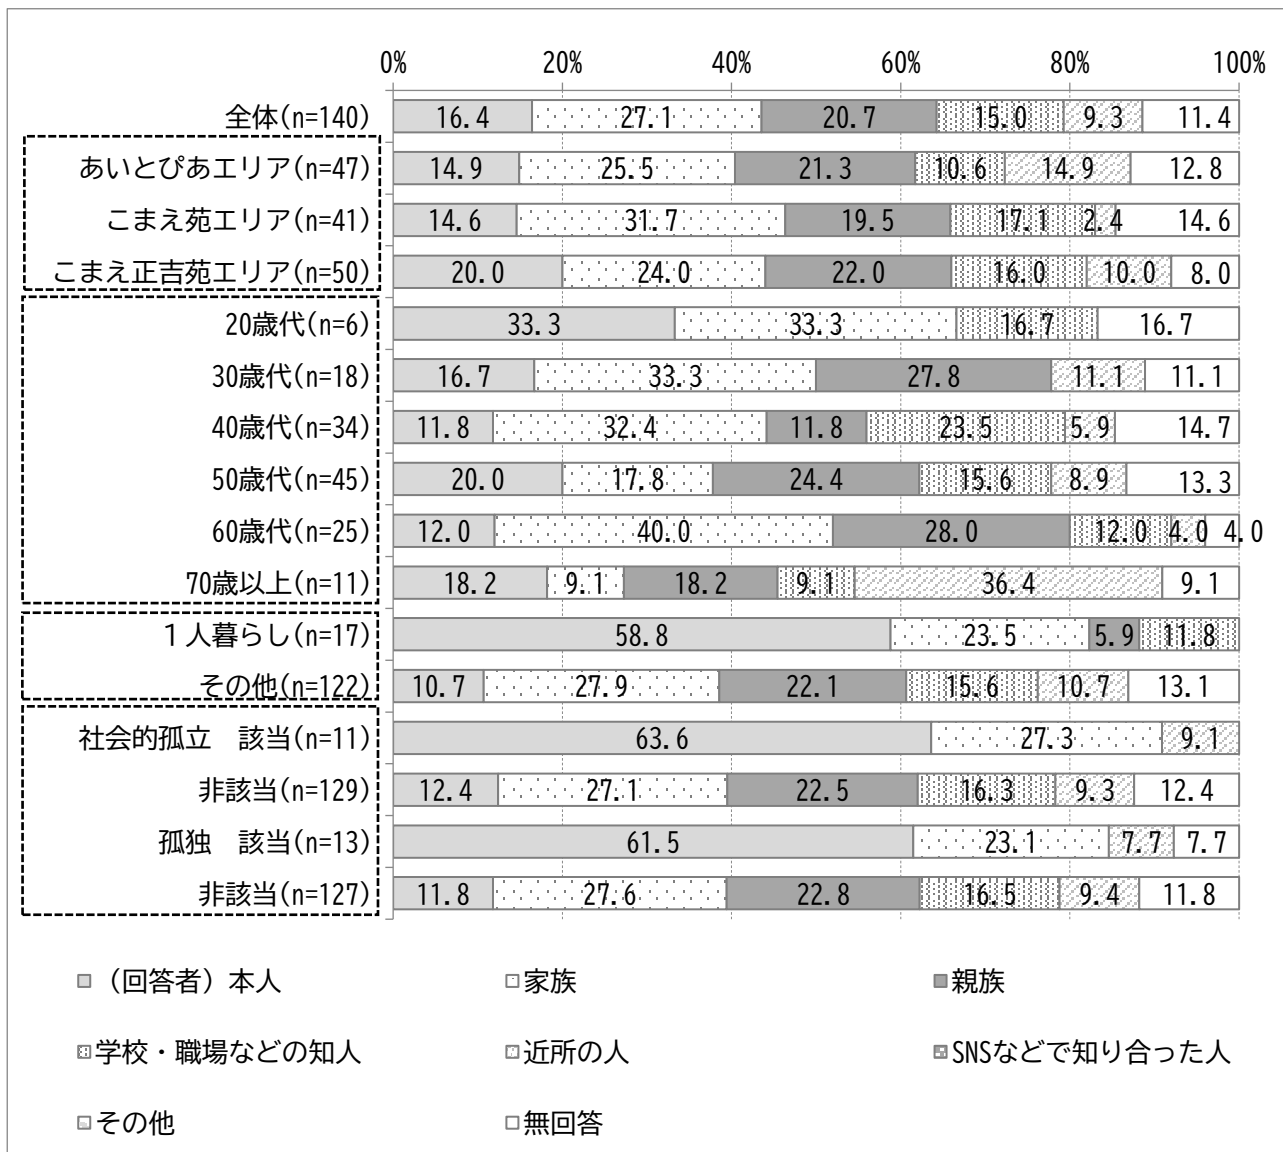 0% 20% 40% 60% 80% 100%
全体(n=140) 16.4 27.1 20.7 15.0 9.3 11.4
あいとぴあエリア(n=47) 14.9 25.5 21.3 10.6 14.9 12.8
こまえ苑エリア(n=41) 14.6 31.7 19.5 17.1 2.4 14.6
こまえ正吉苑エリア(n=50) 20.0 24.0 22.0 16.0 10.0 8.0
20歳代(n=6) 33.3 33.3 16.7 16.7
30歳代(n=18) 16.7 33.3 27.8 11.1 11.1
40歳代(n=34) 11.8 32.4 11.8 23.5 5.9 14.7
50歳代(n=45) 20.0 17.8 24.4 15.6 8.9 13.3
60歳代(n=25) 12.0 40.0 28.0 12.0 4.0 4.0
70歳以上(n=11) 18.2 9.1 18.2 9.1 36.4 9.1
１人暮らし(n=17) 58.8 23.5 5.9 11.8
その他(n=122) 10.7 27.9 22.1 15.6 10.7 13.1
社会的孤立　該当(n=11) 63.6 27.3 9.1
非該当(n=129) 12.4 27.1 22.5 16.3 9.3 12.4
孤独　該当(n=13) 61.5 23.1 7.7 7.7
非該当(n=127) 11.8 27.6 22.8 16.5 9.4 11.8
（回答者）本人 家族 親族
学校・職場などの知人 近所の人 SNSなどで知り合った人
その他 無回答